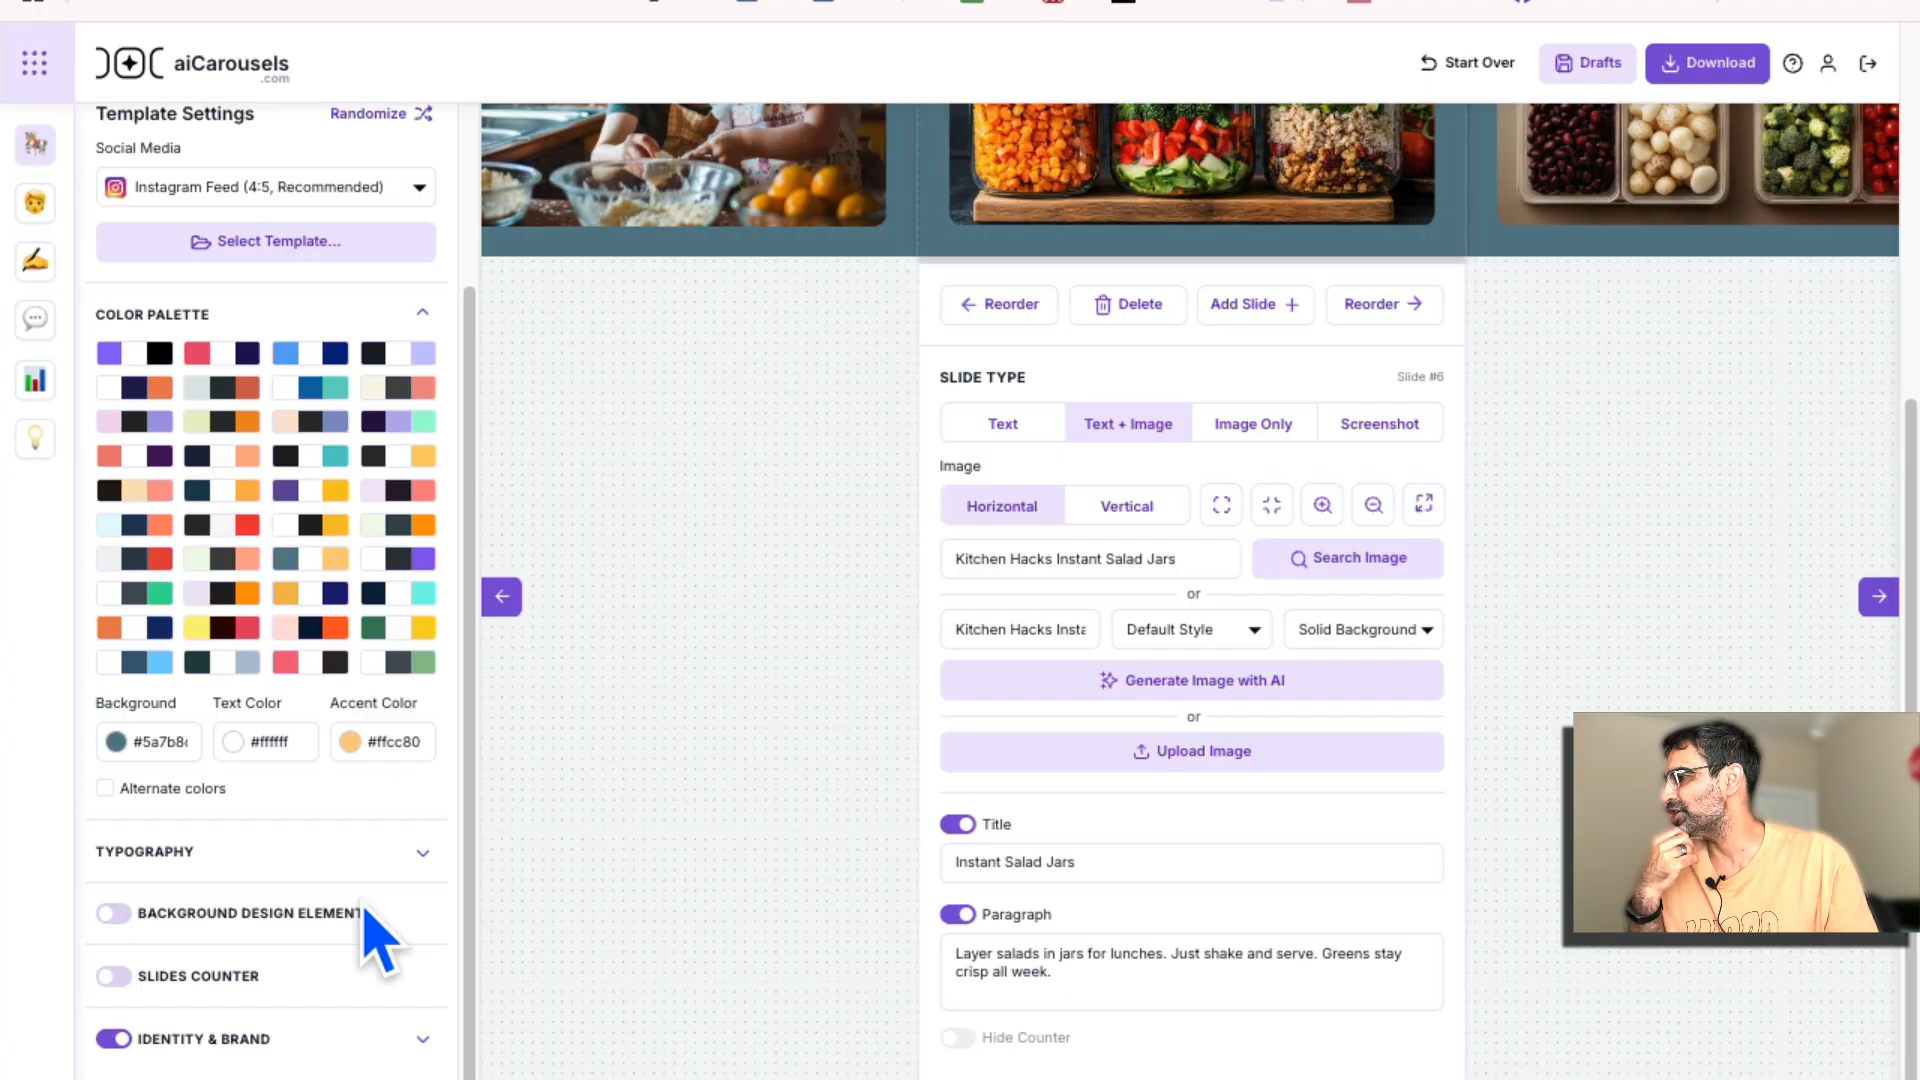 aiCarousels
.com
Start Over
Drafts
Download
Template Settings
Randomize
Social Media
Instagram Feed (4:5, Recommended)
Select Template...
COLOR PALETTE
Background
Text Color
Accent Color
#ffffff
#ffcc80
Alternate colors
TYPOGRAPHY
BACKGROUND DESIGN ELEMENT
SLIDES COUNTER
IDENTITY & BRAND
Reorder
Delete
Add Slide
Reorder
SLIDE TYPE
Slide #6
Text
Text + Image
Image Only
Screenshot
Image
Horizontal
Vertical
Kitchen Hacks Instant Salad Jars
Search Image
or
Kitchen Hacks Insta
Default Style
Solid Background
Generate Image with AI
or
Upload Image
Title
Instant Salad Jars
Paragraph
Layer salads in jars for lunches. Just shake and serve. Greens stay
crisp all week.
Hide Counter